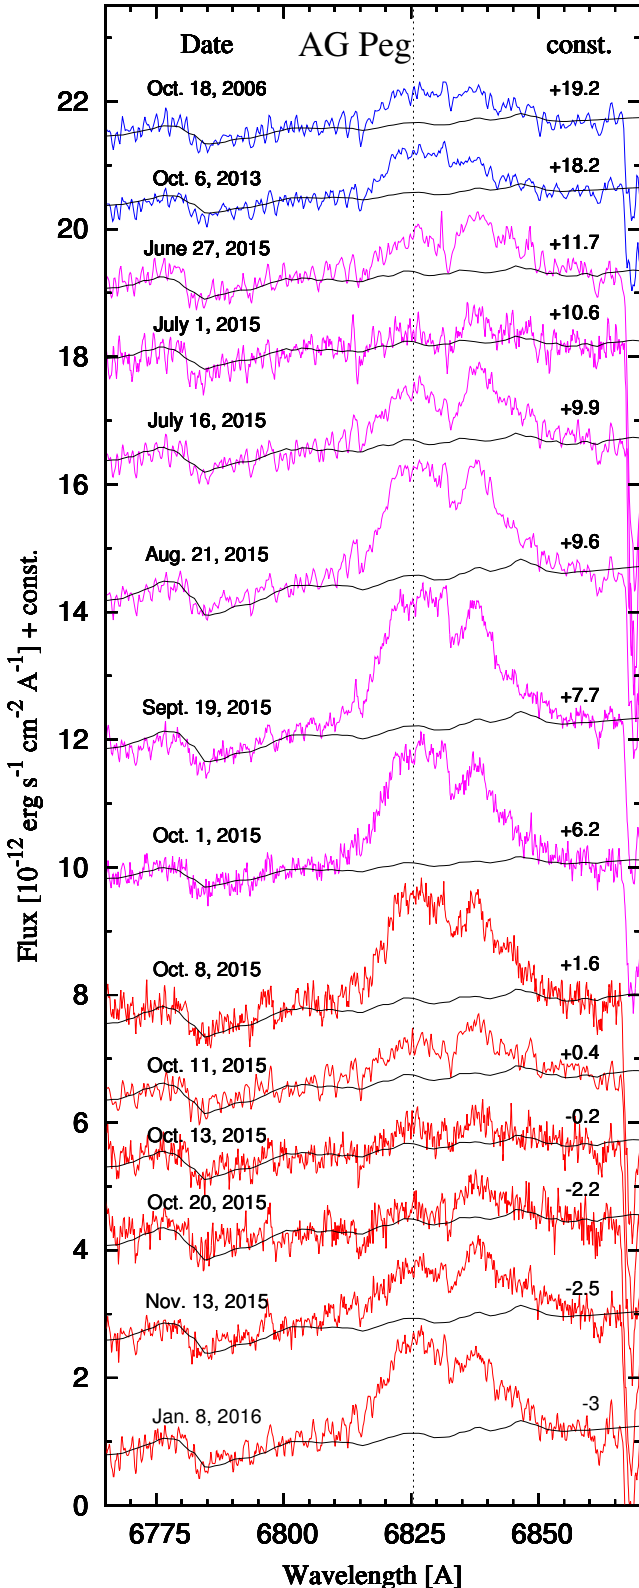 Date AG Peg const.
Oct. 18, 2006 +19.2
22
Oct. 6, 2013 +18.2
20
June 27, 2015 +11.7
July 1, 2015 +10.6
18
July 16, 2015 +9.9
16
Aug. 21, 2015 +9.6
14
Sept. 19, 2015 +7.7
12
Oct. 1, 2015 +6.2
10
Oct. 8, 2015 +1.6
8
Oct. 11, 2015 +0.4
6
Oct. 13, 2015 -0.2
Oct. 20, 2015 -2.2
4
Nov. 13, 2015 -2.5
2
Jan. 8, 2016 -3
0
6775 6800 6825 6850
Wavelength [A]
Flux [10⁻¹² erg s⁻¹ cm⁻² A⁻¹] + const.